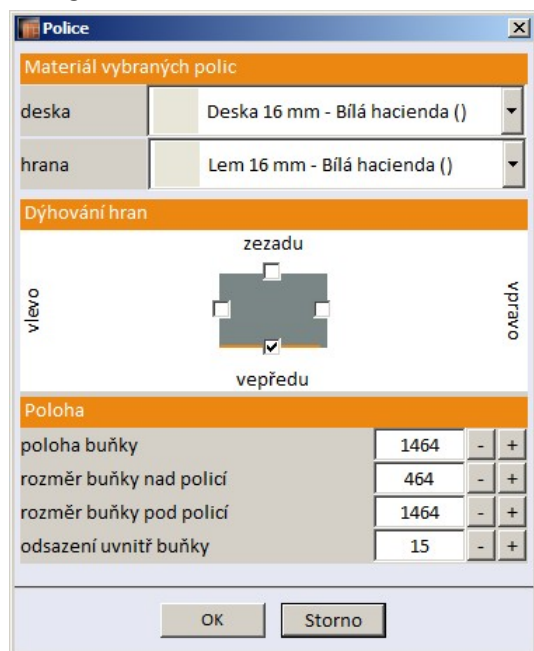 Police
Materiál vybraných polic
deska Deska 16 mm - Bílá hacienda ()
hrana Lem 16 mm - Bílá hacienda ()
Dýhování hran
zezadu
vlevo
vpravo
vepředu
Poloha
poloha buňky 1464 - +
rozměr buňky nad policí 464 - +
rozměr buňky pod policí 1464 - +
odsazení uvnitř buňky 15 - +
OK Storno